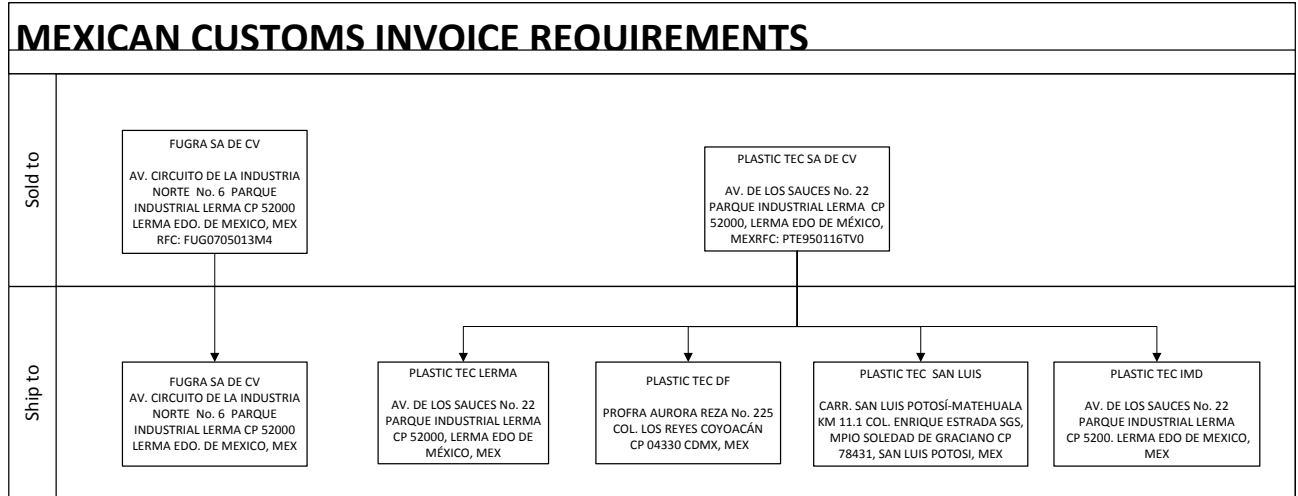 MEXICAN CUSTOMS INVOICE REQUIREMENTS
Sold to
FUGRA SA DE CV
AV. CIRCUITO DE LA INDUSTRIA
NORTE No. 6 PARQUE
INDUSTRIAL LERMA CP 52000
LERMA EDO. DE MEXICO, MEX
RFC: FUG0705013M4
PLASTIC TEC SA DE CV
AV. DE LOS SAUCES No. 22
PARQUE INDUSTRIAL LERMA CP
52000, LERMA EDO DE MÉXICO,
MEXRFC: PTE950116TV0
Ship to
FUGRA SA DE CV
AV. CIRCUITO DE LA INDUSTRIA
NORTE No. 6 PARQUE
INDUSTRIAL LERMA CP 52000
LERMA EDO. DE MEXICO, MEX
PLASTIC TEC LERMA
AV. DE LOS SAUCES No. 22
PARQUE INDUSTRIAL LERMA
CP 52000, LERMA EDO DE
MÉXICO, MEX
PLASTIC TEC DF
PROFRA AURORA REZA No. 225
COL. LOS REYES COYOACÁN
CP 04330 CDMX, MEX
PLASTIC TEC SAN LUIS
CARR. SAN LUIS POTOSÍ-MATEHUALA
KM 11.1 COL. ENRIQUE ESTRADA SGS,
MPIO SOLEDAD DE GRACIANO CP
78431, SAN LUIS POTOSI, MEX
PLASTIC TEC IMD
AV. DE LOS SAUCES No. 22
PARQUE INDUSTRIAL LERMA
CP 5200. LERMA EDO DE MEXICO,
MEX